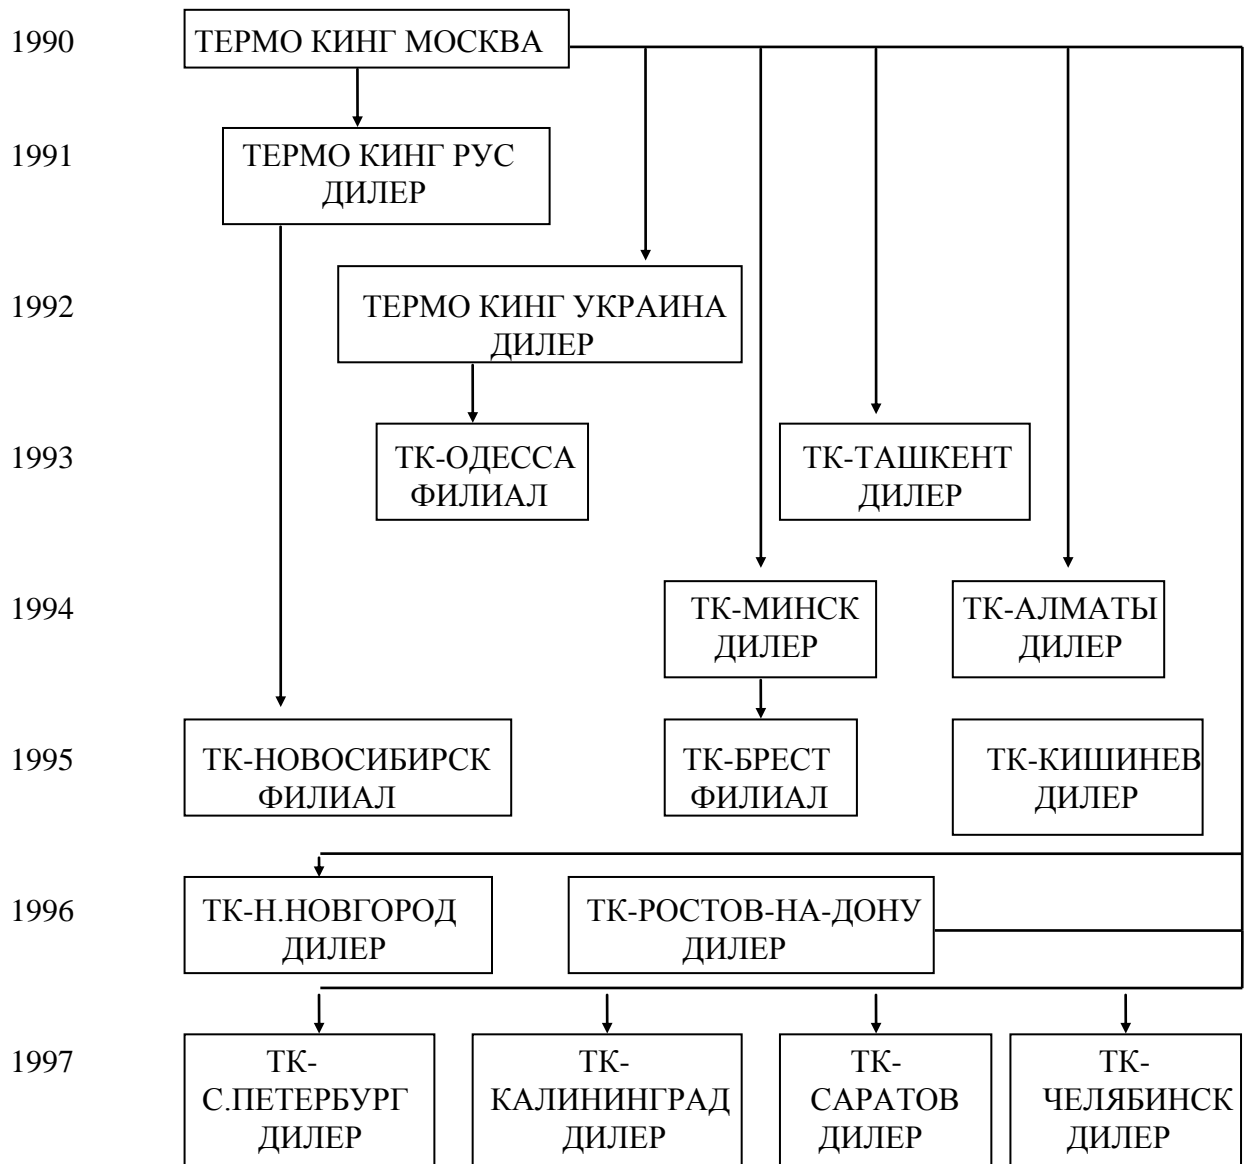 1990
ТЕРМО КИНГ МОСКВА
1991
ТЕРМО КИНГ РУС
ДИЛЕР
1992
ТЕРМО КИНГ УКРАИНА
ДИЛЕР
1993
ТК-ОДЕССА
ФИЛИАЛ
ТК-ТАШКЕНТ
ДИЛЕР
1994
ТК-МИНСК
ДИЛЕР
ТК-АЛМАТЫ
ДИЛЕР
1995
ТК-НОВОСИБИРСК
ФИЛИАЛ
ТК-БРЕСТ
ФИЛИАЛ
ТК-КИШИНЕВ
ДИЛЕР
1996
ТК-Н.НОВГОРОД
ДИЛЕР
ТК-РОСТОВ-НА-ДОНУ
ДИЛЕР
1997
ТК-
С.ПЕТЕРБУРГ
ДИЛЕР
ТК-
КАЛИНИНГРАД
ДИЛЕР
ТК-
САРАТОВ
ДИЛЕР
ТК-
ЧЕЛЯБИНСК
ДИЛЕР